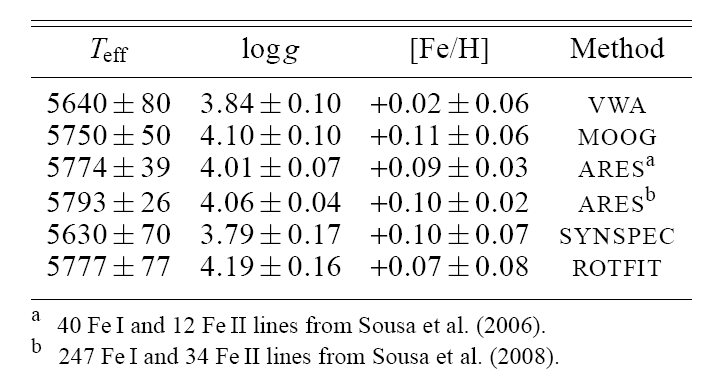 Teff log g [Fe/H] Method
5640 ± 80 3.84 ± 0.10 +0.02 ± 0.06 VWA
5750 ± 50 4.10 ± 0.10 +0.11 ± 0.06 MOOG
5774 ± 39 4.01 ± 0.07 +0.09 ± 0.03 ARESa
5793 ± 26 4.06 ± 0.04 +0.10 ± 0.02 ARESb
5630 ± 70 3.79 ± 0.17 +0.10 ± 0.07 SYNSPEC
5777 ± 77 4.19 ± 0.16 +0.07 ± 0.08 ROTFIT
a 40 Fe I and 12 Fe II lines from Sousa et al. (2006).
b 247 Fe I and 34 Fe II lines from Sousa et al. (2008).